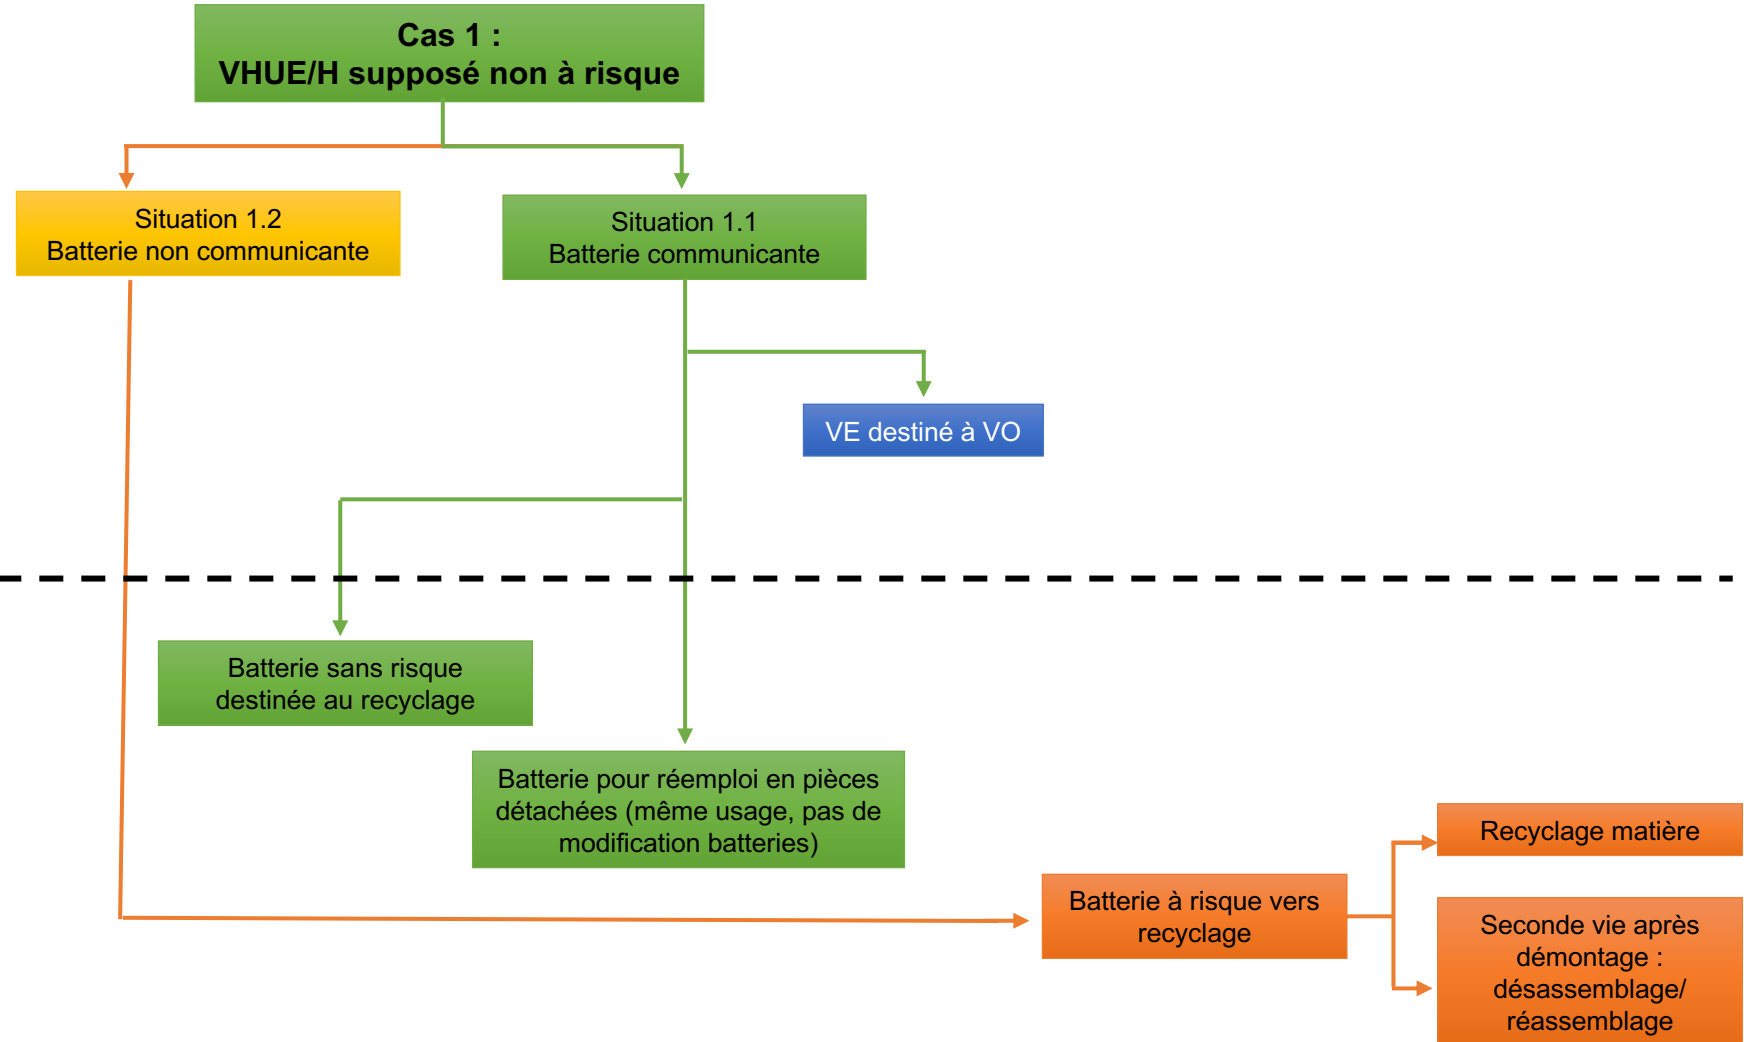 Cas 1 :
VHUE/H supposé non à risque
Situation 1.2
Batterie non communicante
Situation 1.1
Batterie communicante
VE destiné à VO
Batterie sans risque
destinée au recyclage
Batterie pour réemploi en pièces
détachées (même usage, pas de
modification batteries)
Batterie à risque vers
recyclage
Recyclage matière
Seconde vie après
démontage :
désassemblage/
réassemblage